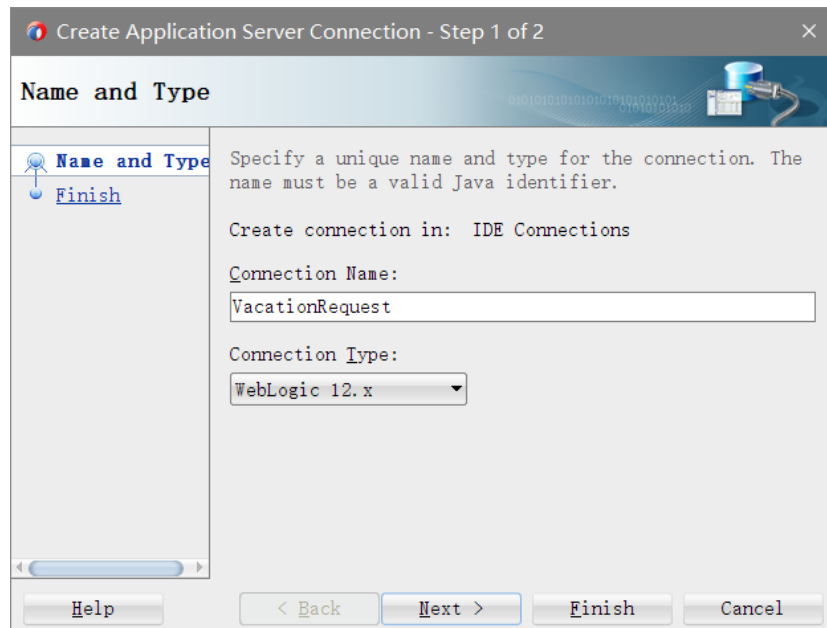 Create Application Server Connection - Step 1 of 2
Name and Type
Name and Type
Finish
Specify a unique name and type for the connection. The
name must be a valid Java identifier.
Create connection in: IDE Connections
Connection Name:
VacationRequest
Connection Type:
WebLogic 12.x
Help
< Back
Next >
Finish
Cancel